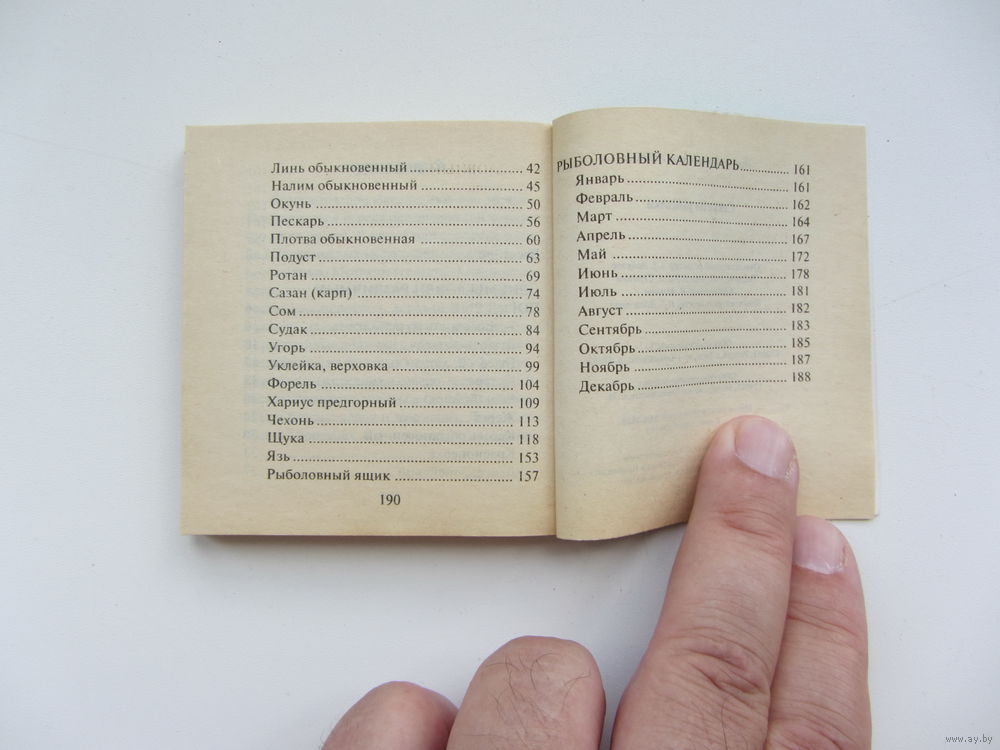 Линь обыкновенный 42
Налим обыкновенный 45
Окунь 50
Пескарь 56
Плотва обыкновенная 60
Подуст 63
Ротан 69
Сазан (карп) 74
Сом 78
Судак 84
Угорь 94
Уклейка, верховка 99
Форель 104
Хариус предгорный 109
Чехонь 113
Щука 118
Язь 153
Рыболовный ящик 157
190
РЫБОЛОВНЫЙ КАЛЕНДАРЬ 161
Январь 161
Февраль 162
Март 164
Апрель 167
Май 172
Июнь 178
Июль 181
Август 182
Сентябрь 183
Октябрь 185
Ноябрь 187
Декабрь 188
www.ay.by